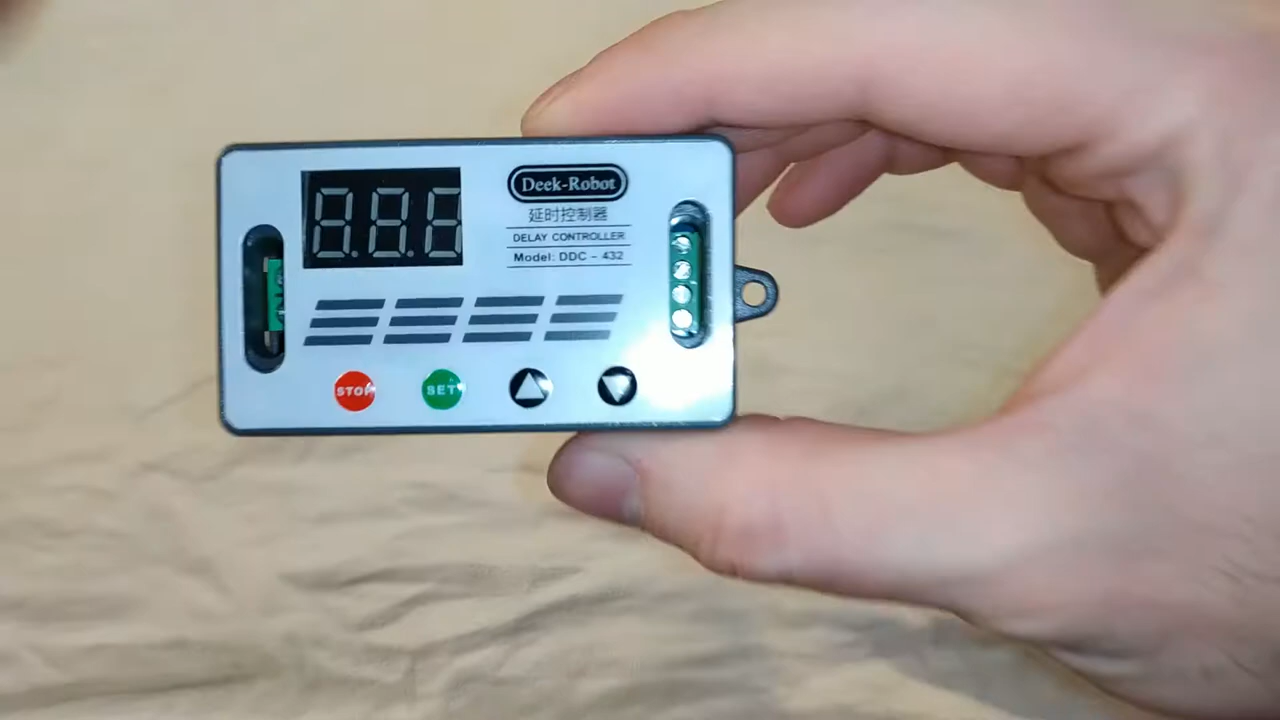 Deek-Robot
延时控制器
DELAY CONTROLLER
Model: DDC - 432
STOP
SET